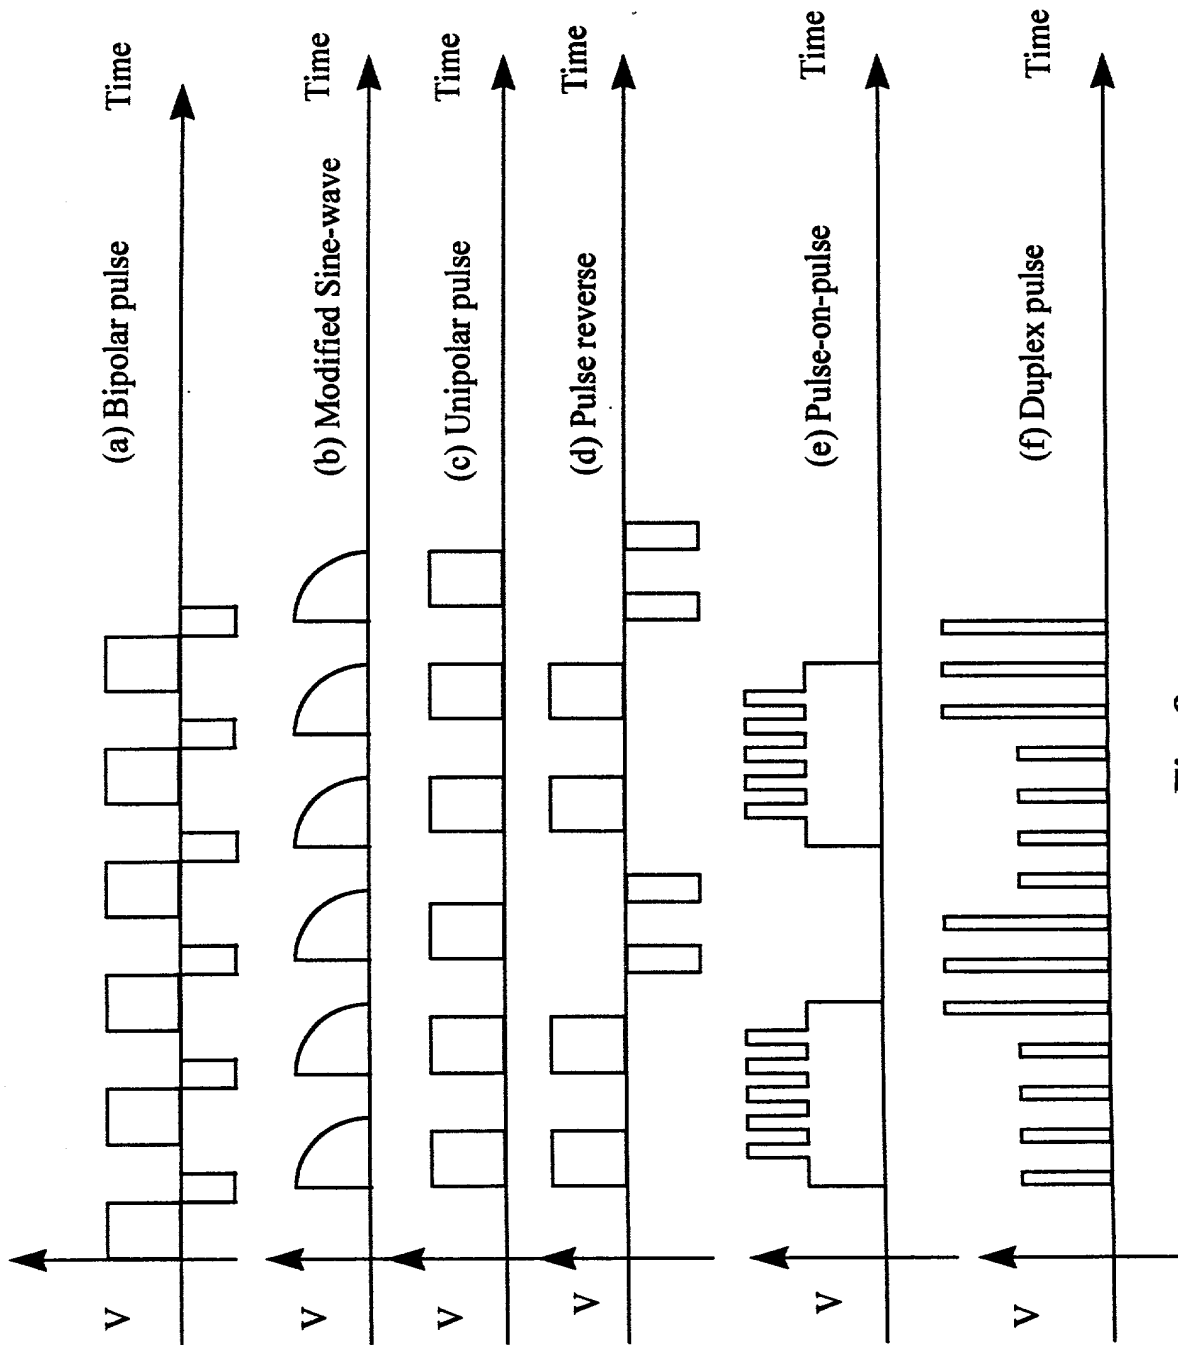 V
(a) Bipolar pulse
Time
V
(b) Modified Sine-wave
Time
V
(c) Unipolar pulse
Time
V
(d) Pulse reverse
Time
V
(e) Pulse-on-pulse
Time
V
(f) Duplex pulse
Time